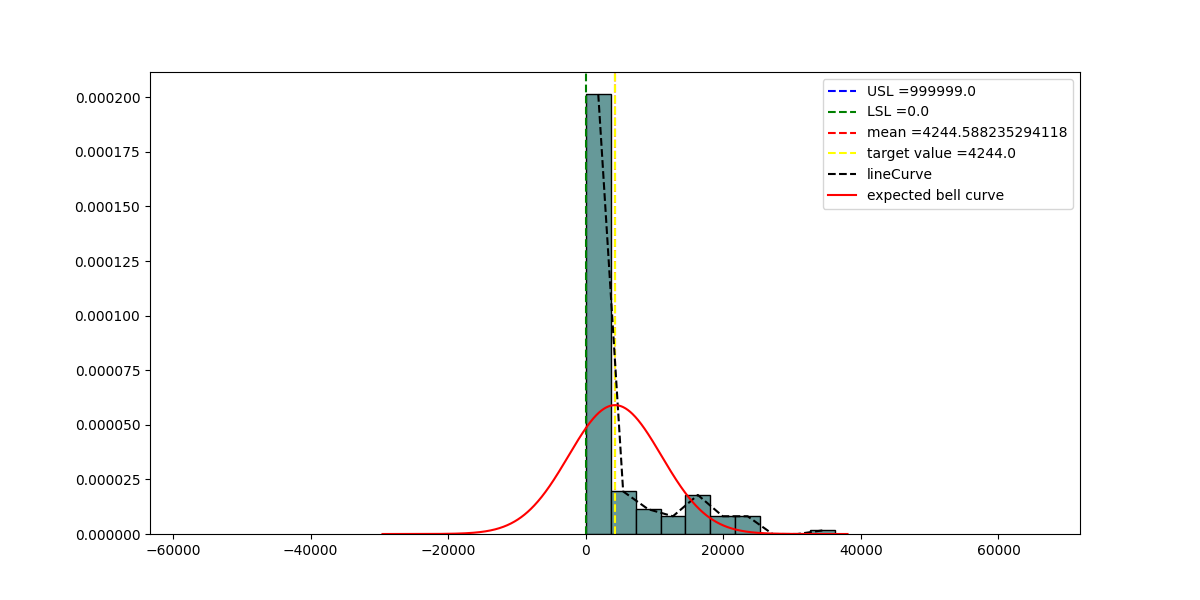 0.000200
0.000175
0.000150
0.000125
0.000100
0.000075
0.000050
0.000025
0.000000
−60000 −40000 −20000 0 20000 40000 60000
USL =999999.0
LSL =0.0
mean =4244.588235294118
target value =4244.0
lineCurve
expected bell curve